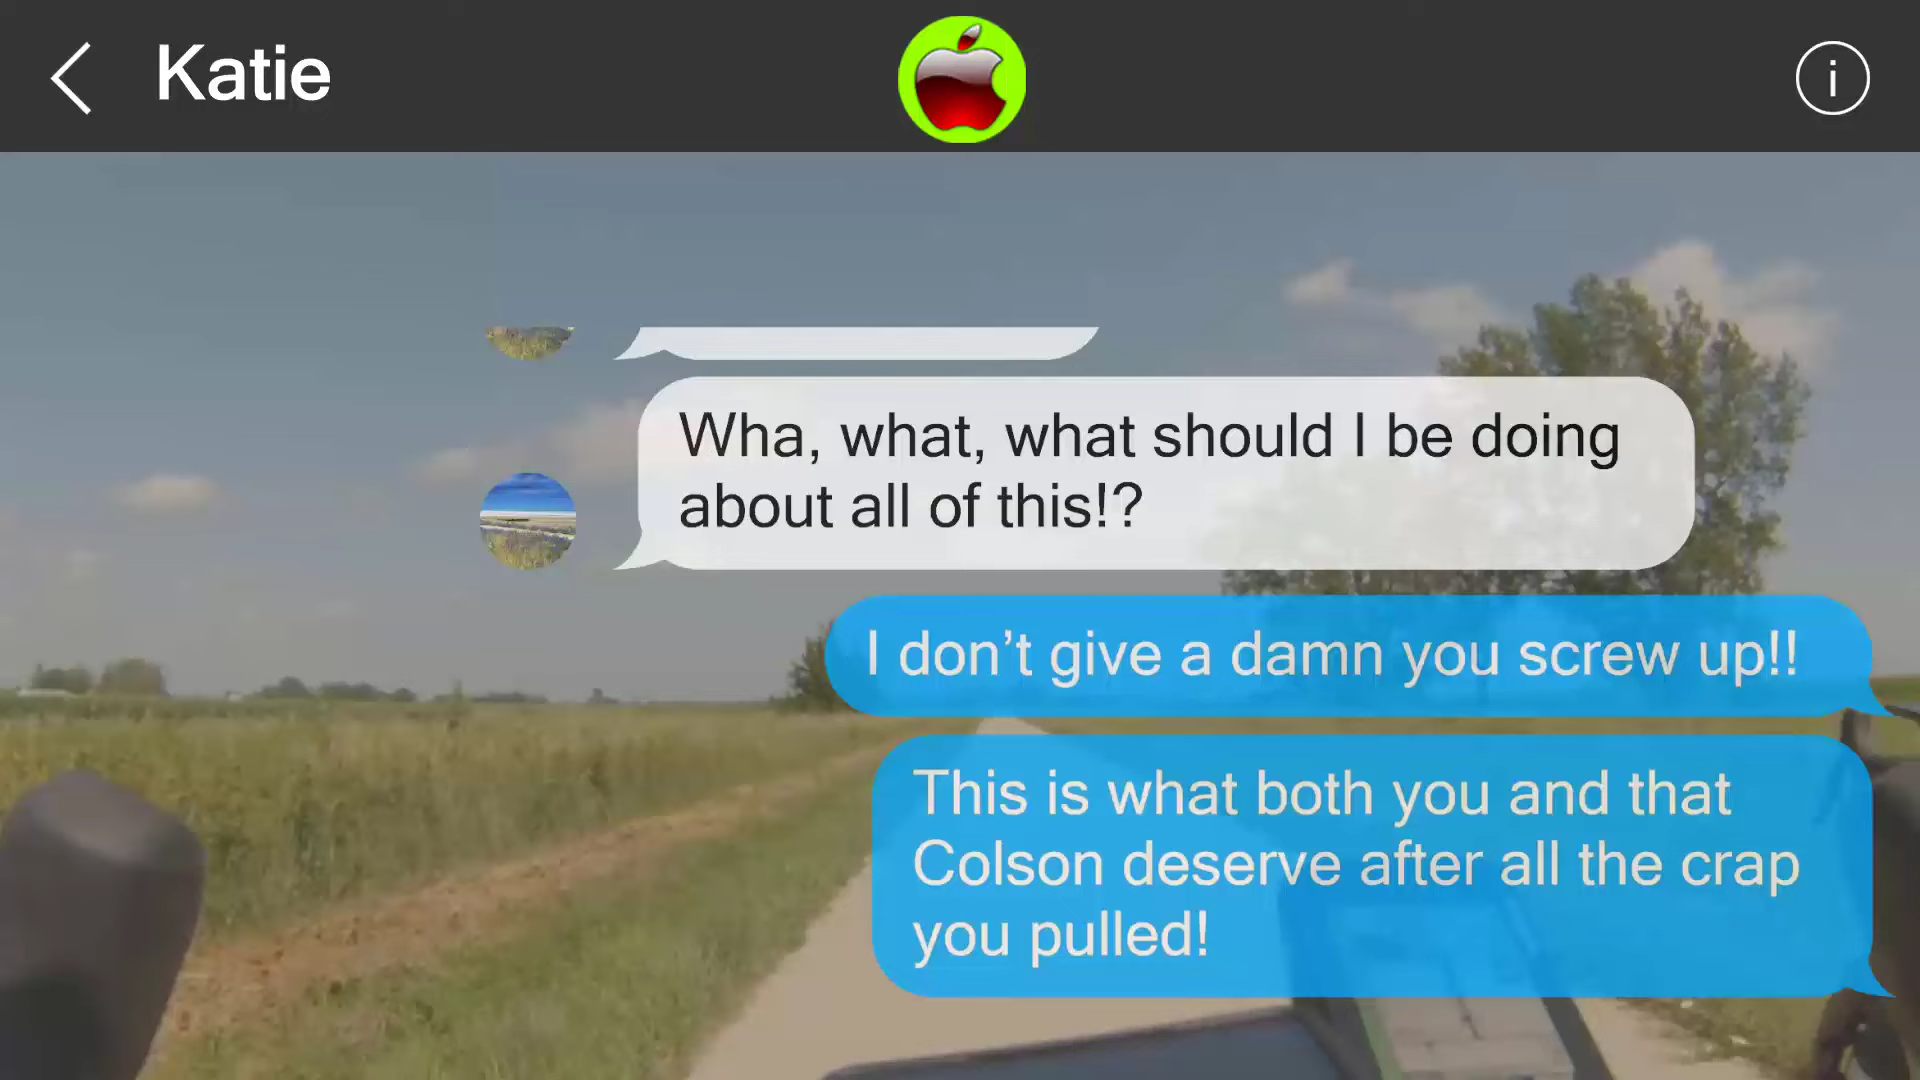 Katie
i
Wha, what, what should I be doing
about all of this!?
I don’t give a damn you screw up!!
This is what both you and that
Colson deserve after all the crap
you pulled!